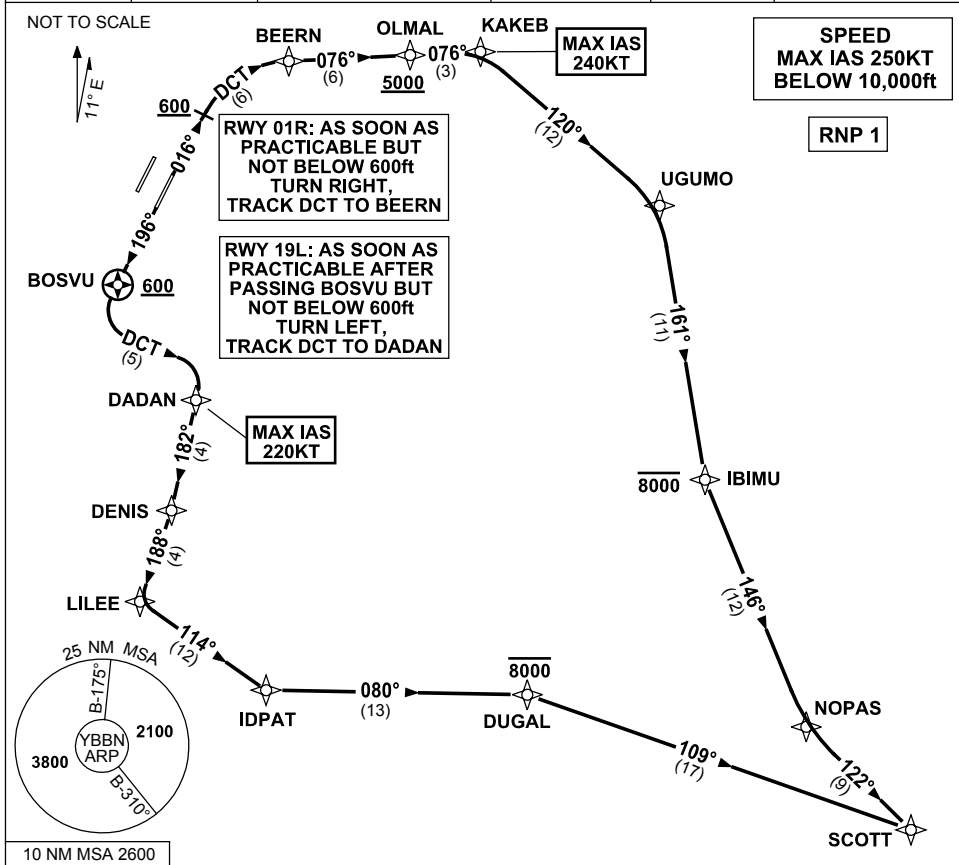 NOT TO SCALE
11° E
BEERN
076°
(6)
OLMAL
5000
076°
(3)
KAKEB
MAX IAS
240KT
SPEED
MAX IAS 250KT
BELOW 10,000ft
RNP 1
DCT
(6)
600
016°
RWY 01R: AS SOON AS
PRACTICABLE BUT
NOT BELOW 600ft
TURN RIGHT,
TRACK DCT TO BEERN
120°
(12)
UGUMO
196°
BOSVU
600
RWY 19L: AS SOON AS
PRACTICABLE AFTER
PASSING BOSVU BUT
NOT BELOW 600ft
TURN LEFT,
TRACK DCT TO DADAN
DCT
(5)
161°
(11)
DADAN
MAX IAS
220KT
182°
(4)
8000
IBIMU
DENIS
188°
(4)
146°
(12)
LILEE
114°
(12)
IDPAT
080°
(13)
8000
DUGAL
NOPAS
109°
(17)
122°
(9)
SCOTT
25 NM MSA
B-175°
2100
YBBN
ARP
3800
B-310°
10 NM MSA 2600